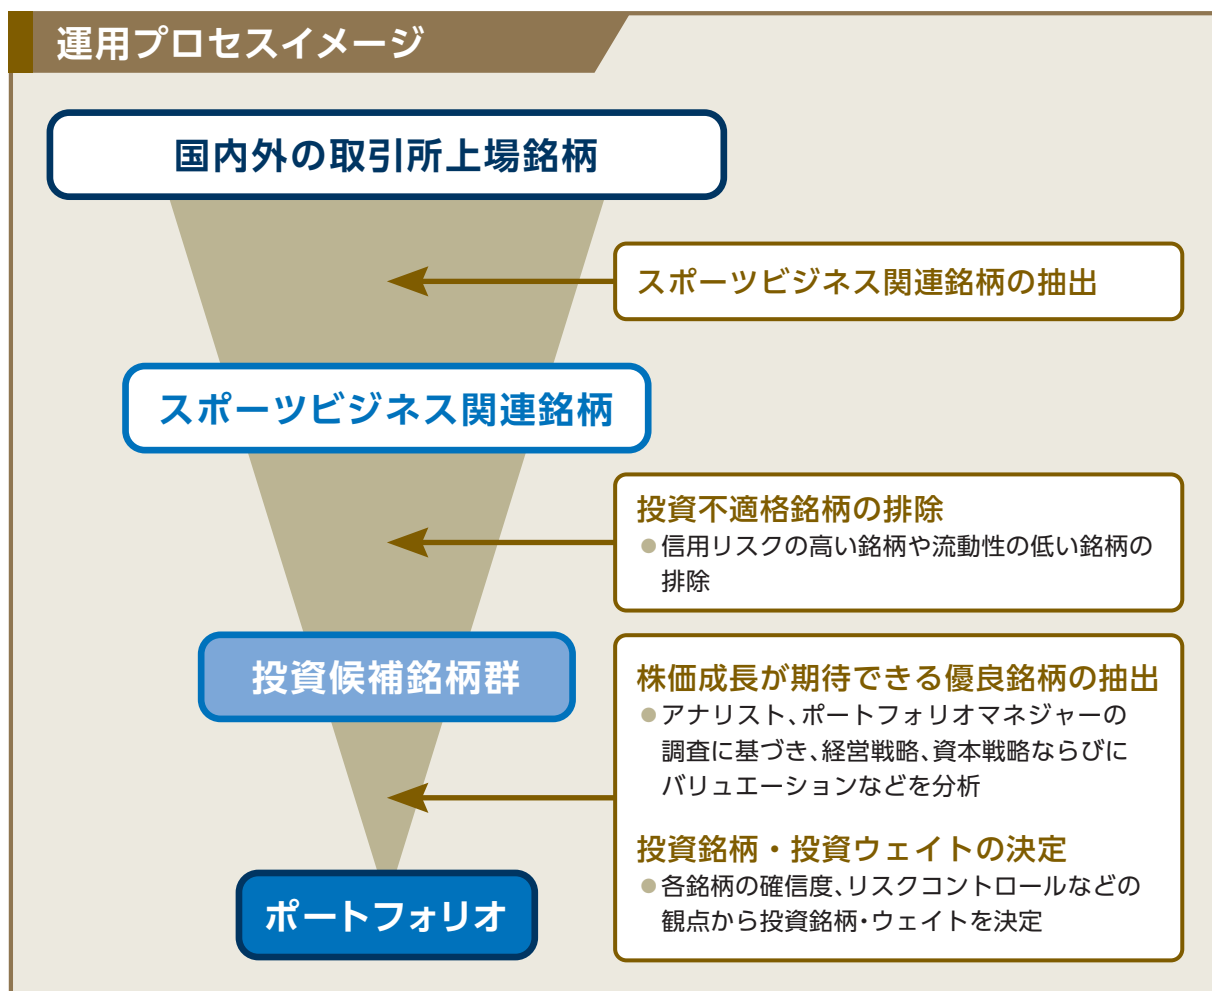 運用プロセスイメージ
国内外の取引所上場銘柄
スポーツビジネス関連銘柄の抽出
スポーツビジネス関連銘柄
投資不適格銘柄の排除
●信用リスクの高い銘柄や流動性の低い銘柄の
排除
投資候補銘柄群
株価成長が期待できる優良銘柄の抽出
●アナリスト、ポートフォリオマネジャーの
調査に基づき、経営戦略、資本戦略ならびに
バリュエーションなどを分析
投資銘柄・投資ウェイトの決定
●各銘柄の確信度、リスクコントロールなどの
観点から投資銘柄・ウェイトを決定
ポートフォリオ